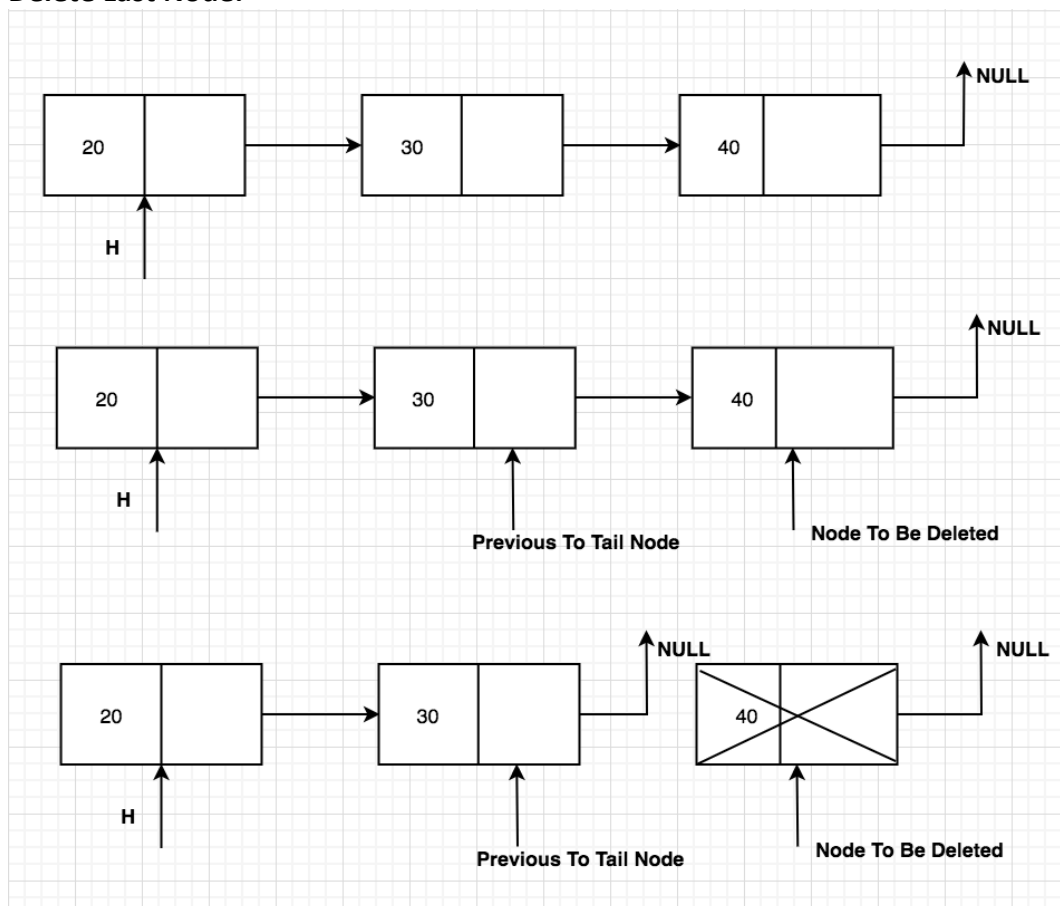 Delete Last Node:
NULL
20
30
40
H
NULL
20
30
40
H
Previous To Tail Node
Node To Be Deleted
NULL
NULL
20
30
40
H
Previous To Tail Node
Node To Be Deleted